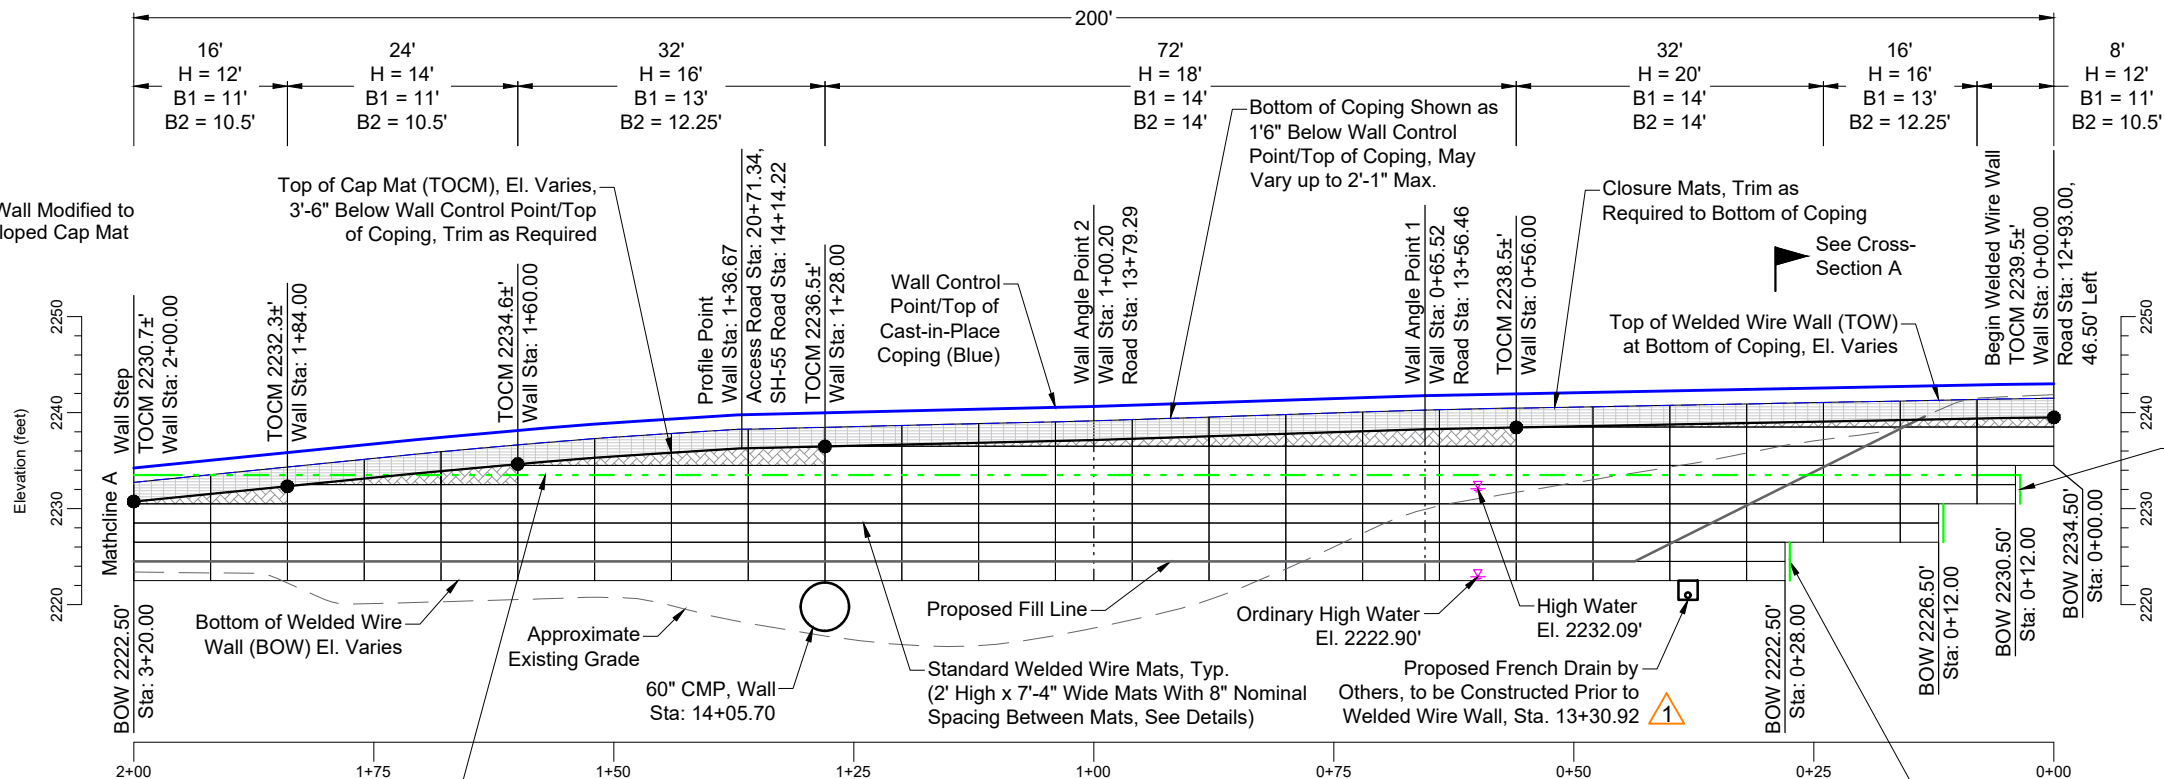 200'
16'
H = 12'
B1 = 11'
B2 = 10.5'
24'
H = 14'
B1 = 11'
B2 = 10.5'
32'
H = 16'
B1 = 13'
B2 = 12.25'
72'
H = 18'
B1 = 14'
B2 = 14'
32'
H = 20'
B1 = 14'
B2 = 14'
16'
H = 16'
B1 = 13'
B2 = 12.25'
8'
H = 12'
B1 = 11'
B2 = 10.5'
Wall Modified to
loped Cap Mat
Top of Cap Mat (TOCM), El. Varies,
3'-6" Below Wall Control Point/Top
of Coping, Trim as Required
Bottom of Coping Shown as
1'6" Below Wall Control
Point/Top of Coping, May
Vary up to 2'-1" Max.
Closure Mats, Trim as
Required to Bottom of Coping
See Cross-
Section A
Wall Control
Point/Top of
Cast-in-Place
Coping (Blue)
Top of Welded Wire Wall (TOW)
at Bottom of Coping, El. Varies
Wall Step
TOCM 2230.7±'
Wall Sta: 2+00.00
TOCM 2232.3±'
Wall Sta: 1+84.00
TOCM 2234.6±'
Wall Sta: 1+60.00
Profile Point
Wall Sta: 1+36.67
Access Road Sta: 20+71.34,
SH-55 Road Sta: 14+14.22
TOCM 2236.5±'
Wall Sta: 1+28.00
Wall Angle Point 2
Wall Sta: 1+00.20
Road Sta: 13+79.29
Wall Angle Point 1
Wall Sta: 0+65.52
Road Sta: 13+56.46
TOCM 2238.5±'
Wall Sta: 0+56.00
Begin Welded Wire Wall
TOCM 2239.5±'
Wall Sta: 0+00.00
Road Sta: 12+93.00,
46.50' Left
Elevation (feet)
2250
2240
2230
2220
2250
2240
2230
2220
Mathcline A
BOW 2222.50'
Sta: 3+20.00
Bottom of Welded Wire
Wall (BOW) El. Varies
Approximate
Existing Grade
60" CMP, Wall
Sta: 14+05.70
Proposed Fill Line
Standard Welded Wire Mats, Typ.
(2' High x 7'-4" Wide Mats With 8" Nominal
Spacing Between Mats, See Details)
Ordinary High Water
El. 2222.90'
High Water
El. 2232.09'
Proposed French Drain by
Others, to be Constructed Prior to
Welded Wire Wall, Sta. 13+30.92
1
BOW 2222.50'
Sta: 0+28.00
BOW 2226.50'
Sta: 0+12.00
BOW 2230.50'
Sta: 0+12.00
BOW 2234.50'
Sta: 0+00.00
2+00
1+75
1+50
1+25
1+00
0+75
0+50
0+25
0+00